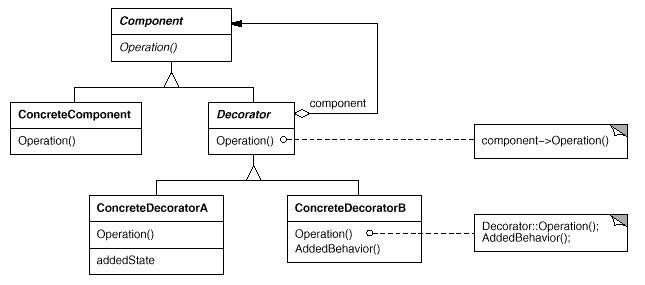 Component
Operation()
component
ConcreteComponent
Operation()
Decorator
Operation()
component->Operation()
ConcreteDecoratorA
Operation()
addedState
ConcreteDecoratorB
Operation()
AddedBehavior()
Decorator::Operation();
AddedBehavior();